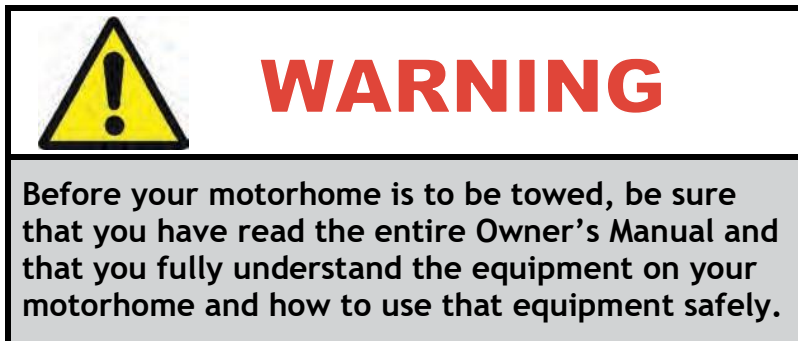 WARNING
Before your motorhome is to be towed, be sure
that you have read the entire Owner’s Manual and
that you fully understand the equipment on your
motorhome and how to use that equipment safely.